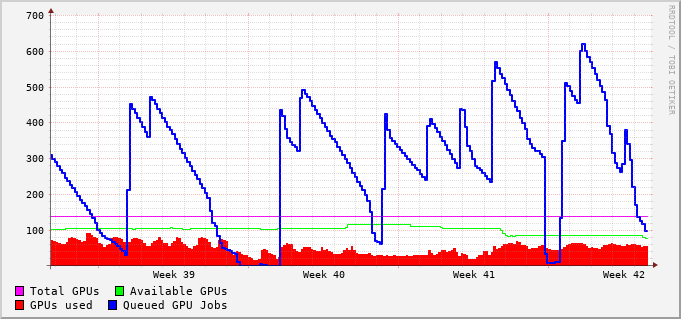 700
600
500
400
300
200
100
Week 39 Week 40 Week 41 Week 42
Total GPUs Available GPUs
GPUs used Queued GPU Jobs
RRDTOOL / TOBI OETIKER